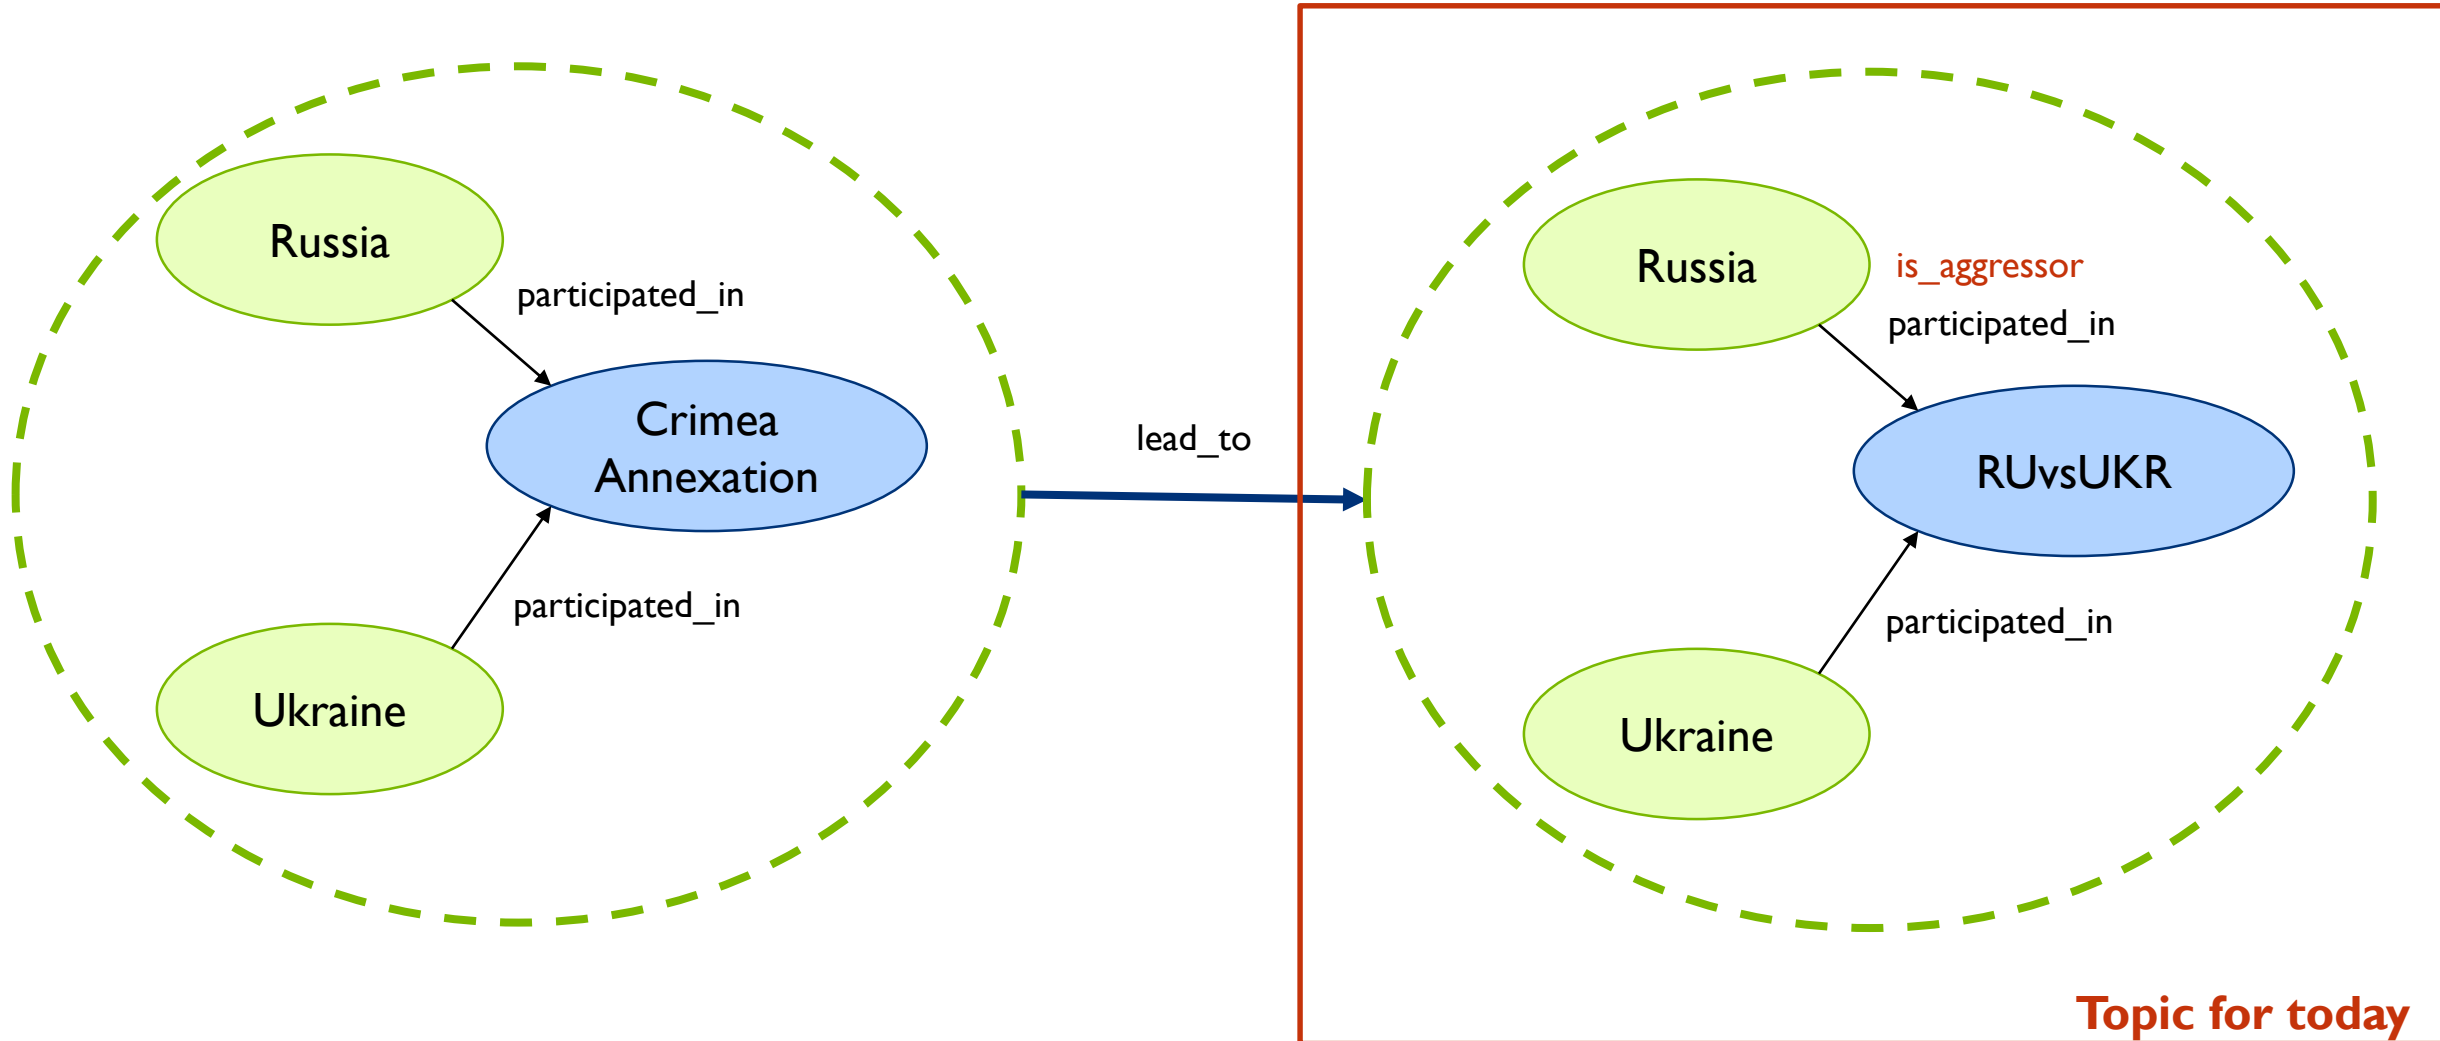 Russia
participated_in
Crimea
Annexation
participated_in
Ukraine
lead_to
Russia
is_aggressor
participated_in
RUvsUKR
participated_in
Ukraine
Topic for today